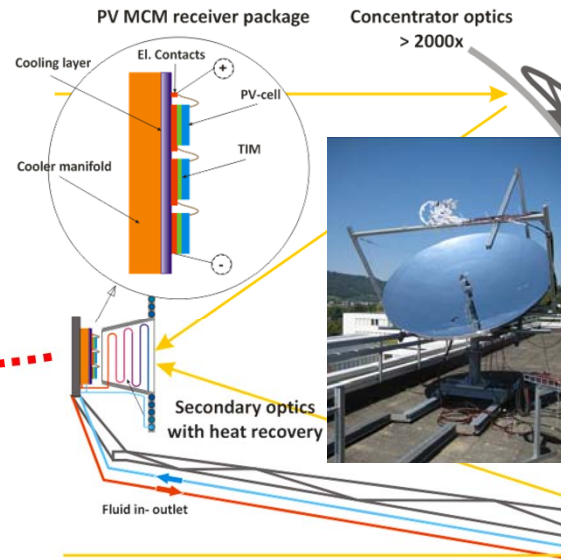 PV MCM receiver package
Concentrator optics
> 2000x
El. Contacts
Cooling layer
+
PV-cell
TIM
Cooler manifold
-
Secondary optics
with heat recovery
Fluid in- outlet